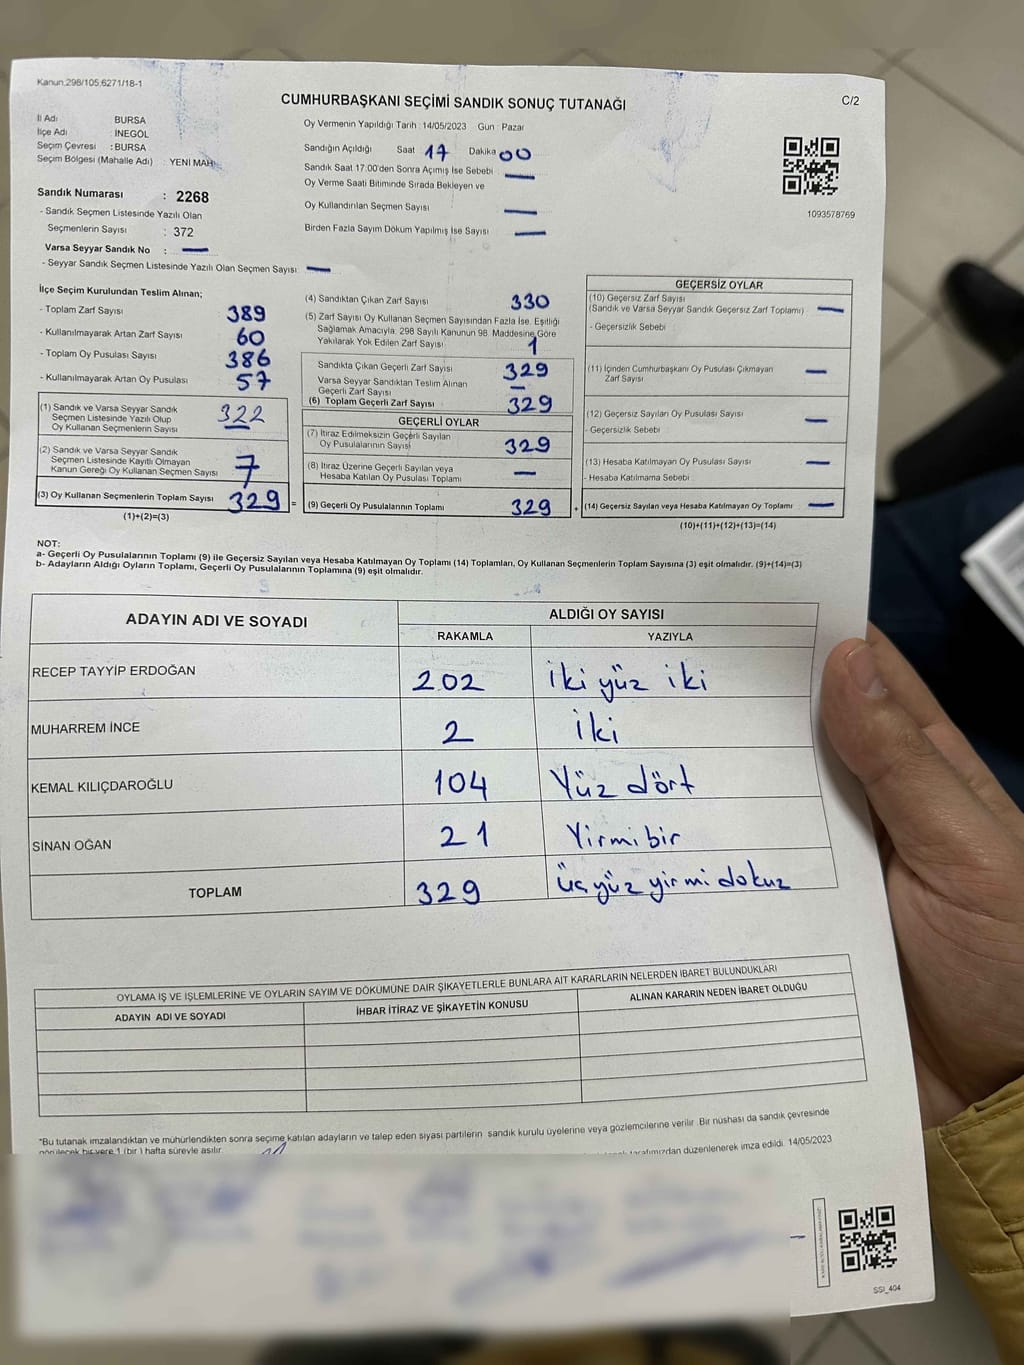 Kanun.298/105,6271/18-1
CUMHURBAŞKANI SEÇİMİ SANDIK SONUÇ TUTANAĞI
C/2
İl Adı BURSA
İlçe Adı İNEGÖL
Seçim Çevresi : BURSA
Seçim Bölgesi (Mahalle Adı) YENİ MAH.
Oy Vermenin Yapıldığı Tarih : 14/05/2023 Gün : Pazar
Sandığın Açıldığı Saat 17 Dakika 00
Sandık Saat 17:00'den Sonra Açımış İse Sebebi —
Oy Verme Saati Bitiminde Sırada Bekleyen ve
Oy Kullandırılan Seçmen Sayısı —
Birden Fazla Sayım Döküm Yapılmış İse Sayısı —
1093578769
Sandık Numarası : 2268
- Sandık Seçmen Listesinde Yazılı Olan
Seçmenlerin Sayısı : 372
Varsa Seyyar Sandık No : —
- Seyyar Sandık Seçmen Listesinde Yazılı Olan Seçmen Sayısı —
İlçe Seçim Kurulundan Teslim Alınan;
- Toplam Zarf Sayısı 389
- Kullanılmayarak Artan Zarf Sayısı 60
- Toplam Oy Pusulası Sayısı 386
- Kullanılmayarak Artan Oy Pusulası 57
(1) Sandık ve Varsa Seyyar Sandık
Seçmen Listesinde Yazılı Olup
Oy Kullanan Seçmenlerin Sayısı 322
(2) Sandık ve Varsa Seyyar Sandık
Seçmen Listesinde Kayıtlı Olmayan
Kanun Gereği Oy Kullanan Seçmen Sayısı 7
(3) Oy Kullanan Seçmenlerin Toplam Sayısı 329 =
(1)+(2)=(3)
(4) Sandıktan Çıkan Zarf Sayısı 330
(5) Zarf Sayısı Oy Kullanan Seçmen Sayısından Fazla İse. Eşitliği
Sağlamak Amacıyla. 298 Sayılı Kanunun 98. Maddesine Göre
Yakılarak Yok Edilen Zarf Sayısı 1
Sandıkta Çıkan Geçerli Zarf Sayısı 329
Varsa Seyyar Sandıktan Teslim Alınan
Geçerli Zarf Sayısı —
(6) Toplam Geçerli Zarf Sayısı 329
GEÇERLİ OYLAR
(7) İtiraz Edilmeksizin Geçerli Sayılan
Oy Pusulalarının Sayısı 329
(8) İtiraz Üzerine Geçerli Sayılan veya
Hesaba Katılan Oy Pusulası Toplamı —
(9) Geçerli Oy Pusulalarının Toplamı 329 +
GEÇERSİZ OYLAR
(10) Geçersiz Zarf Sayısı
(Sandık ve Varsa Seyyar Sandık Geçersiz Zarf Toplamı) —
- Geçersizlik Sebebi
(11) İçinden Cumhurbaşkanı Oy Pusulası Çıkmayan
Zarf Sayısı —
(12) Geçersiz Sayılan Oy Pusulası Sayısı —
- Geçersizlik Sebebi
(13) Hesaba Katılmayan Oy Pusulası Sayısı —
- Hesaba Katılmama Sebebi
(14) Geçersiz Sayılan veya Hesaba Katılmayan Oy Toplamı —
(10)+(11)+(12)+(13)=(14)
NOT:
a- Geçerli Oy Pusulalarının Toplamı (9) ile Geçersiz Sayılan veya Hesaba Katılmayan Oy Toplamı (14) Toplamları, Oy Kullanan Seçmenlerin Toplam Sayısına (3) eşit olmalıdır. (9)+(14)=(3)
b- Adayların Aldığı Oyların Toplamı, Geçerli Oy Pusulalarının Toplamına (9) eşit olmalıdır.
ADAYIN ADI VE SOYADI
ALDIĞI OY SAYISI
RAKAMLA YAZIYLA
RECEP TAYYİP ERDOĞAN 202 iki yüz iki
MUHARREM İNCE 2 iki
KEMAL KILIÇDAROĞLU 104 Yüz dört
SİNAN OĞAN 21 Yirmi bir
TOPLAM 329 üç yüz yirmi dokuz
OYLAMA İŞ VE İŞLEMLERİNE VE OYLARIN SAYIM VE DÖKÜMÜNE DAİR ŞİKAYETLERLE BUNLARA AİT KARARLARIN NELERDEN İBARET BULUNDUKLARI
ADAYIN ADI VE SOYADI İHBAR İTİRAZ VE ŞİKAYETİN KONUSU ALINAN KARARIN NEDEN İBARET OLDUĞU
*Bu tutanak imzalandıktan ve mühürlendikten sonra seçime katılan adayların ve talep eden siyasi partilerin sandık kurulu üyelerine veya gözlemcilerine verilir. Bir nüshası da sandık çevresinde
görülecek bir yere 1 (bir ) hafta süreyle asılır.
tarafımızdan düzenlenerek imza edildi. 14/05/2023
SSI_404